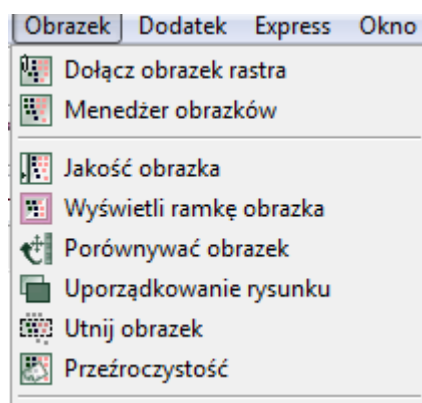 Obrazek Dodatek Express Okno
Dołącz obrazek rastra
Menedżer obrazków
Jakość obrazka
Wyświetli ramkę obrazka
Porównywać obrazek
Uporządkowanie rysunku
Utnij obrazek
Przeźroczystość